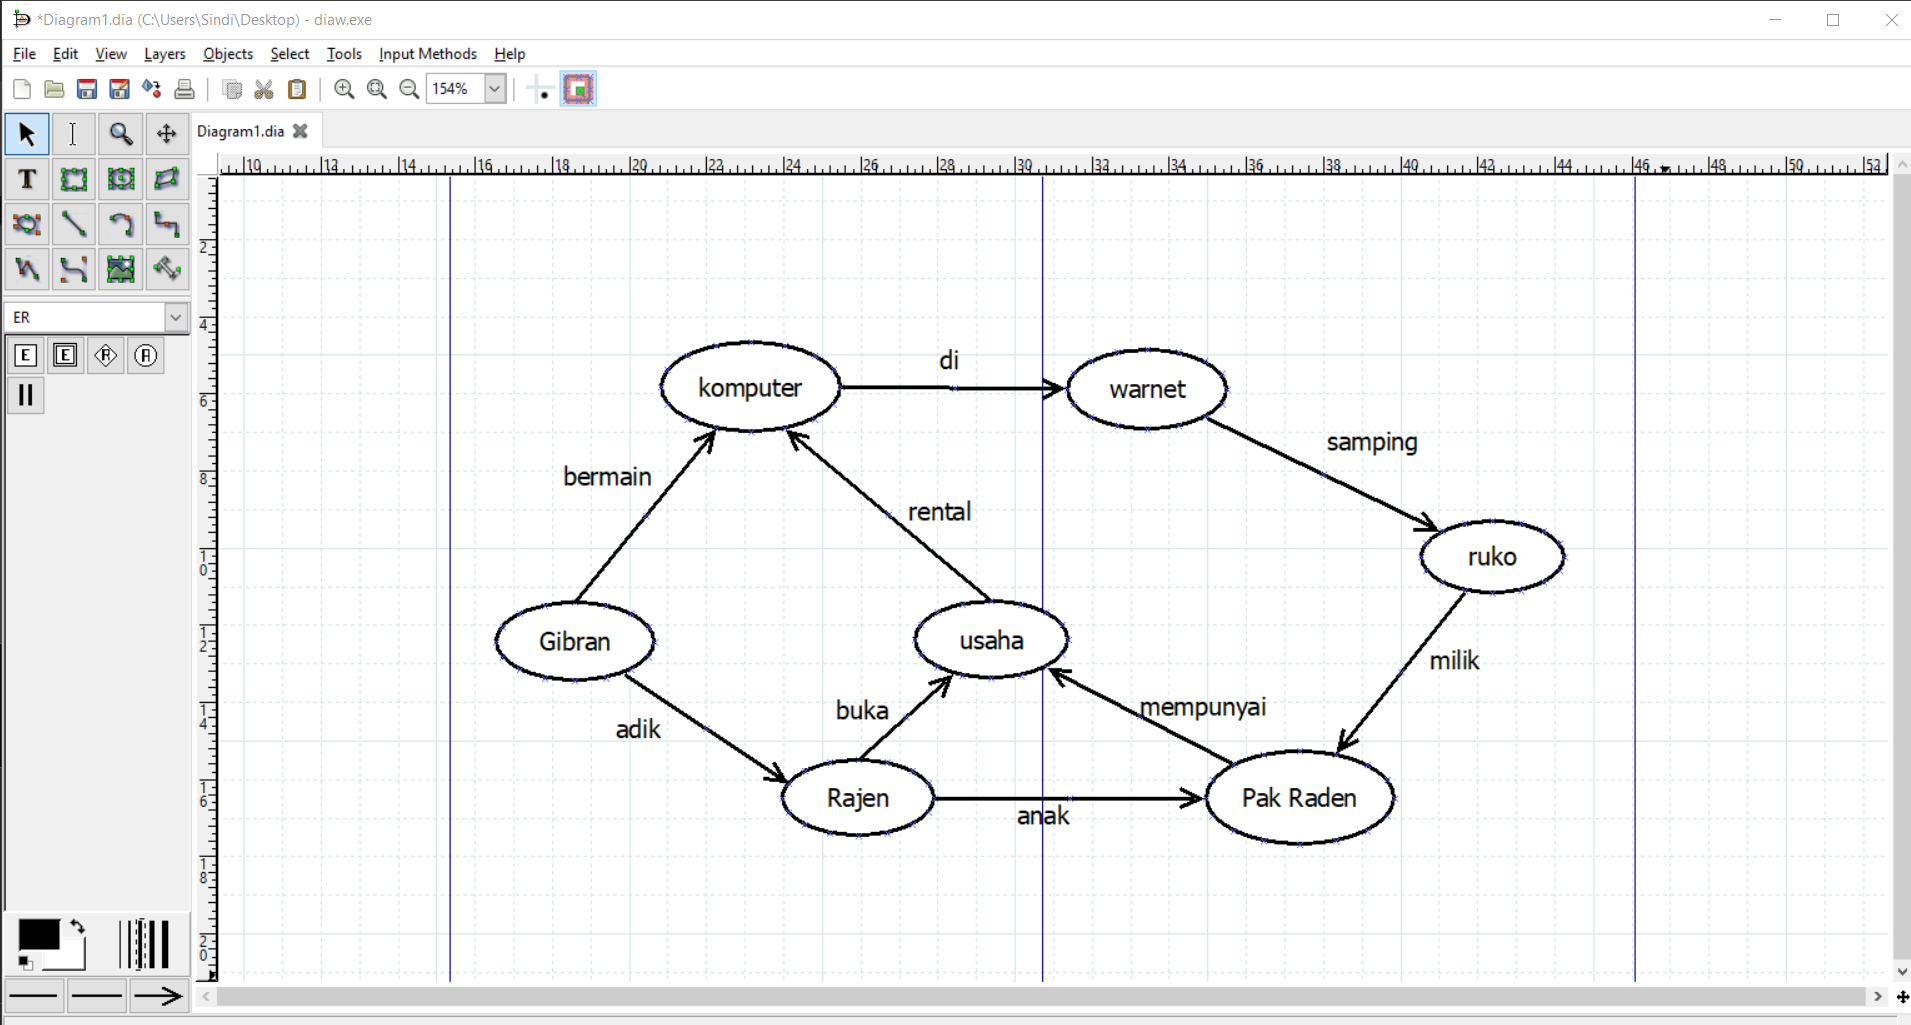 *Diagram1.dia (C:\Users\Sindi\Desktop) - diaw.exe
File Edit View Layers Objects Select Tools Input Methods Help
154%
Diagram1.dia
10 12 14 16 18 20 22 24 26 28 30 32 34 36 38 40 42 44 46 48 50 52
T
ER
E E R A
2
4
6
8
10
12
14
16
18
20
di
komputer
warnet
samping
bermain
rental
ruko
Gibran
usaha
milik
buka
mempunyai
adik
Rajen
Pak Raden
anak